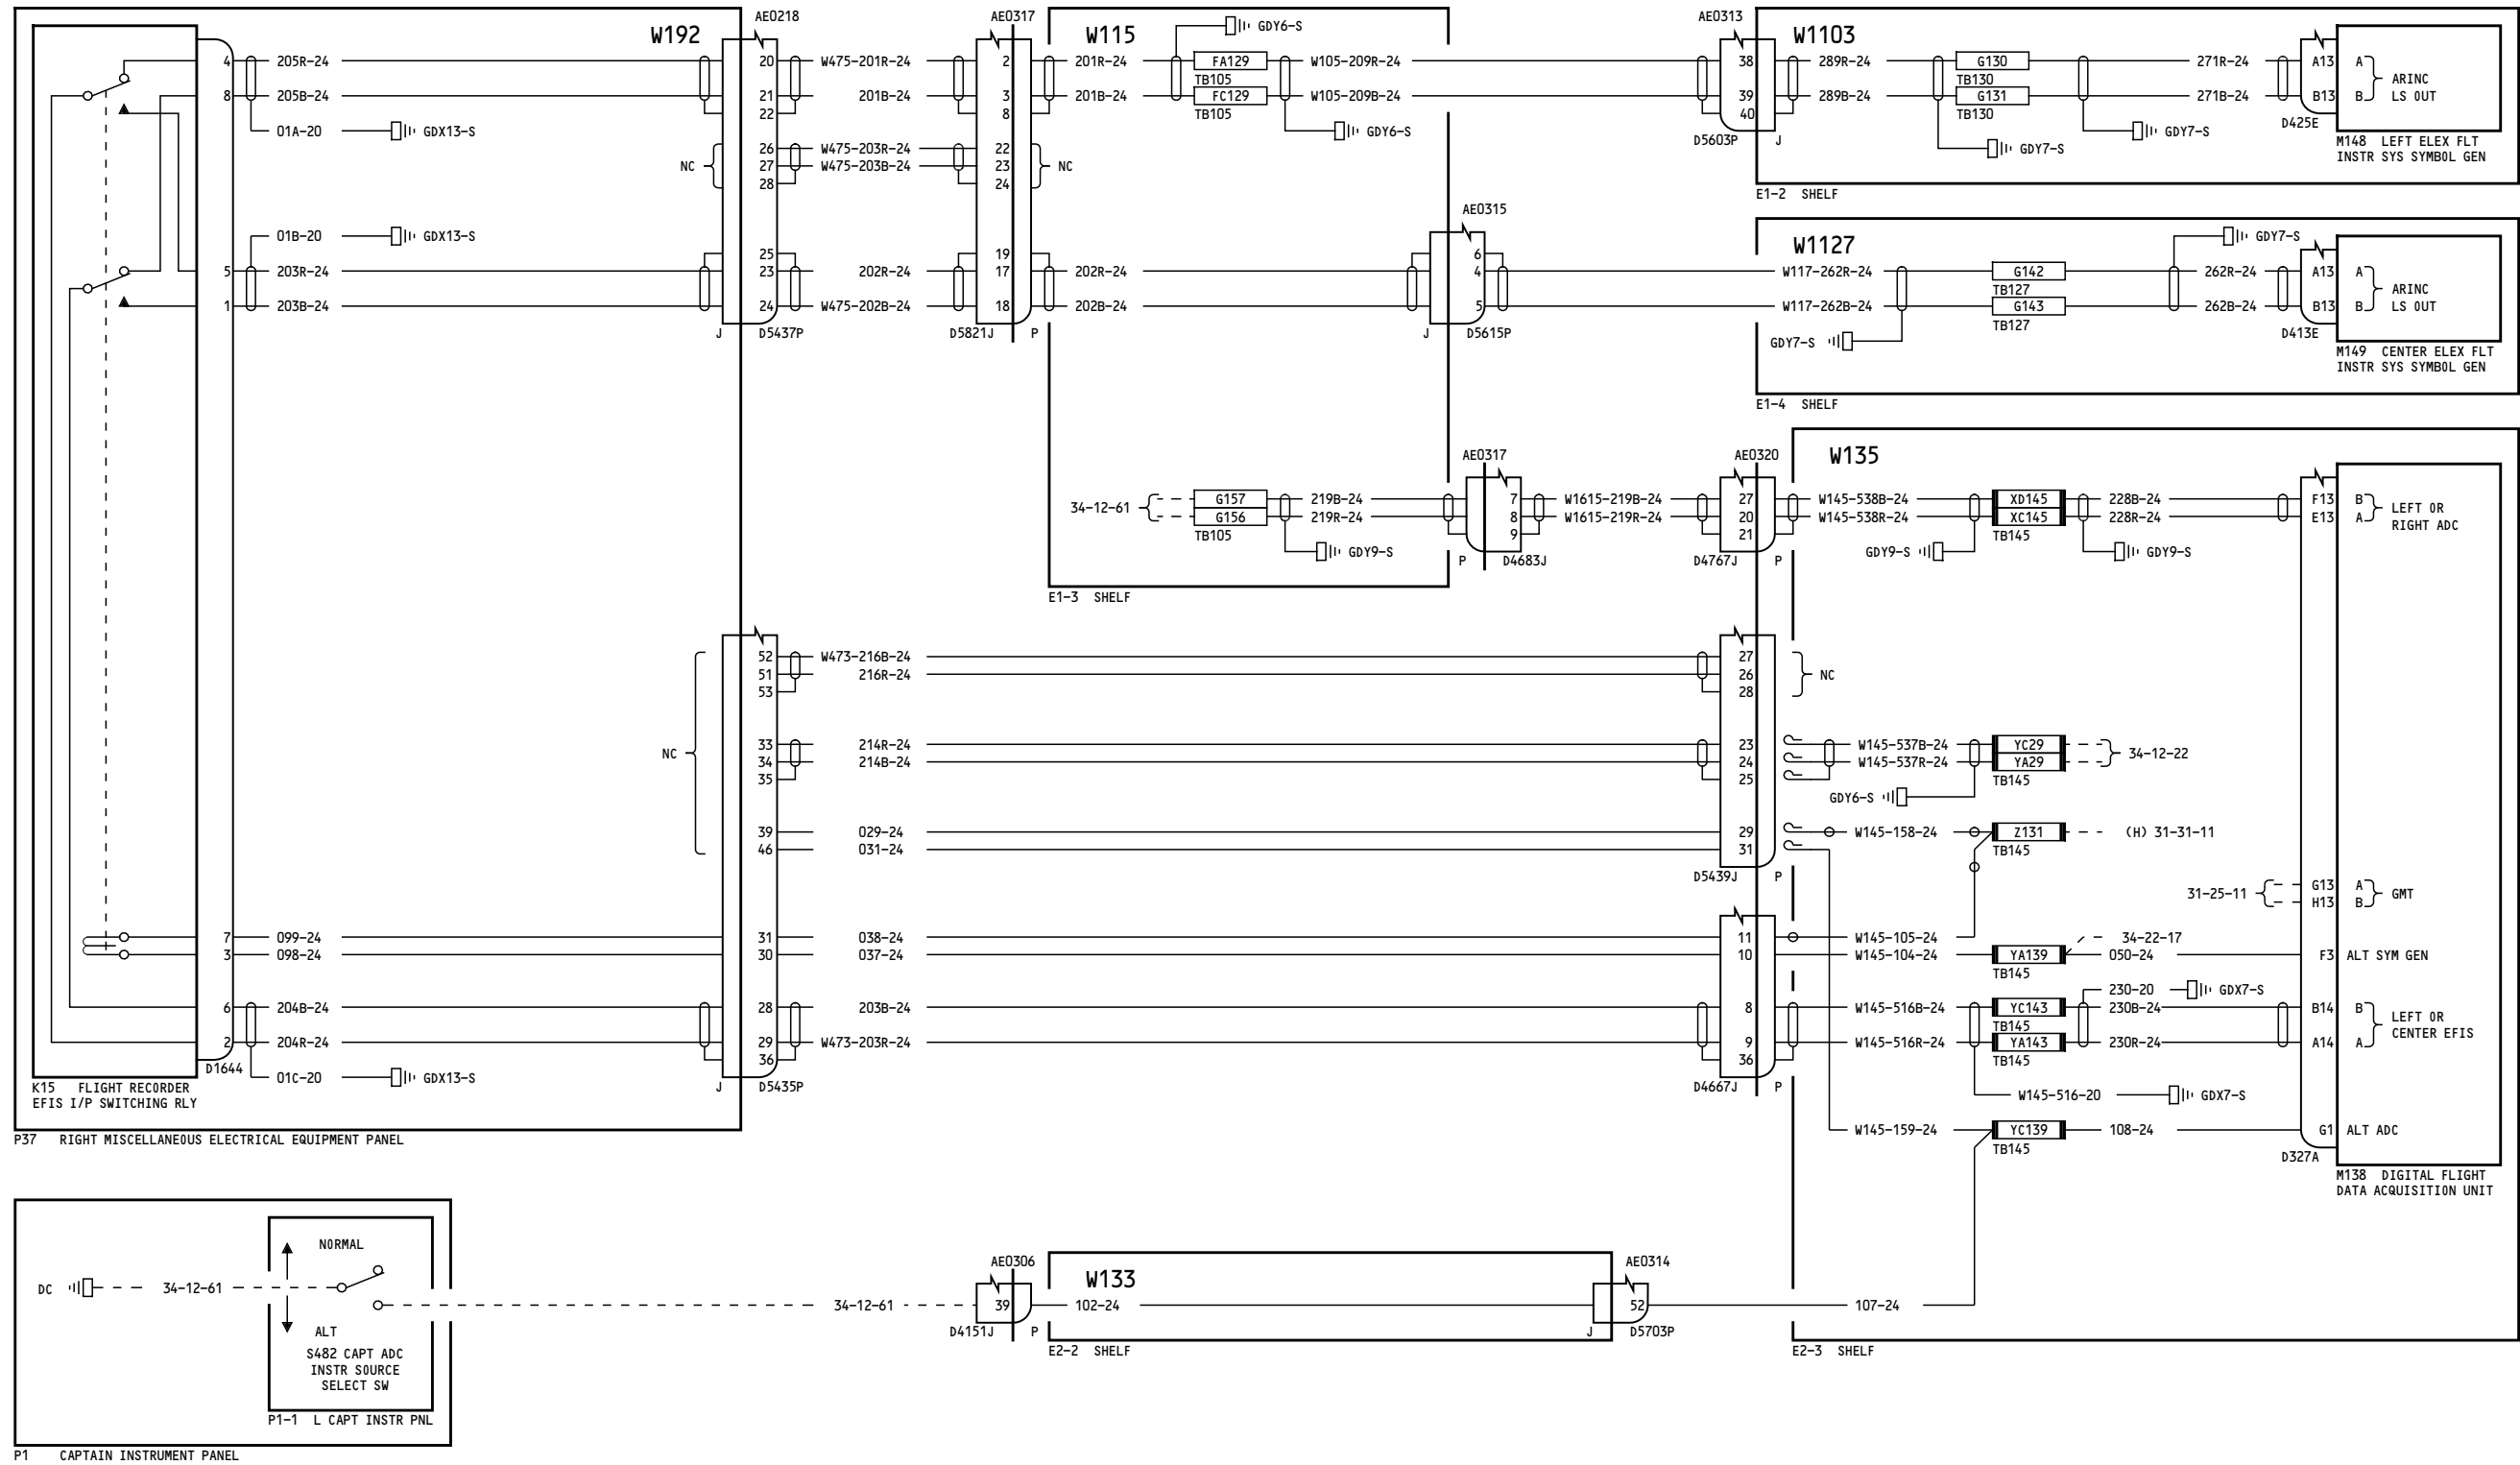 W192
AE0218
AE0317
W115
GDY6-S
AE0313
W1103
4 205R-24 20 W475-201R-24 2 201R-24 FA129 W105-209R-24 38 289R-24 G130 271R-24 A13 A
TB105 TB130
ARINC
LS OUT
8 205B-24 21 201B-24 3 201B-24 FC129 W105-209B-24 39 289B-24 G131 271B-24 B13 B
22 8 TB105 40 TB130
D425E
01A-20 GDX13-S
GDY6-S
D5603P J
GDY7-S
GDY7-S
M148 LEFT ELEX FLT
INSTR SYS SYMBOL GEN
26 W475-203R-24 22
NC 27 W475-203B-24 23 NC
28 24
E1-2 SHELF
AE0315
01B-20 GDX13-S
W1127
GDY7-S
25 19 6
5 203R-24 23 202R-24 17 202R-24 4 W117-262R-24 G142 262R-24 A13 A
TB127
ARINC
LS OUT
1 203B-24 24 W475-202B-24 18 202B-24 5 W117-262B-24 G143 262B-24 B13 B
TB127
J D5437P D5821J P J D5615P
GDY7-S
D413E
M149 CENTER ELEX FLT
INSTR SYS SYMBOL GEN
E1-4 SHELF
AE0317
AE0320
W135
34-12-61
G157 219B-24 7 W1615-219B-24 27 W145-538B-24 XD145 228B-24 F13 B
G156 219R-24 8 W1615-219R-24 20 W145-538R-24 XC145 228R-24 E13 A
LEFT OR
RIGHT ADC
TB105 9 21 TB145
GDY9-S
P D4683J D4767J P
GDY9-S
GDY9-S
E1-3 SHELF
52 W473-216B-24 27
51 216R-24 26 NC
53 28
33 214R-24 23 W145-537B-24 YC29
NC 34-12-22
34 214B-24 24 W145-537R-24 YA29
35 25 TB145
GDY6-S
39 029-24 29 W145-158-24 Z131 (H) 31-31-11
46 031-24 31 TB145
D5439J P
31-25-11 G13 A
H13 B
GMT
7 099-24 31 038-24 11 W145-105-24 34-22-17
3 098-24 30 037-24 10 W145-104-24 YA139 050-24 F3 ALT SYM GEN
TB145
230-20 GDX7-S
6 204B-24 28 203B-24 8 W145-516B-24 YC143 230B-24 B14 B
TB145
LEFT OR
CENTER EFIS
2 204R-24 29 W473-203R-24 9 W145-516R-24 YA143 230R-24 A14 A
36 36 TB145
D1644
01C-20 GDX13-S
J D5435P D4667J P
K15 FLIGHT RECORDER
EFIS I/P SWITCHING RLY
W145-516-20 GDX7-S
P37 RIGHT MISCELLANEOUS ELECTRICAL EQUIPMENT PANEL
W145-159-24 YC139 108-24 G1 ALT ADC
TB145
D327A
M138 DIGITAL FLIGHT
DATA ACQUISITION UNIT
NORMAL
AE0306
W133
AE0314
DC 34-12-61
34-12-61 39 102-24 52 107-24
ALT
D4151J P J D5703P
S482 CAPT ADC
INSTR SOURCE
SELECT SW
E2-2 SHELF
E2-3 SHELF
P1-1 L CAPT INSTR PNL
P1 CAPTAIN INSTRUMENT PANEL